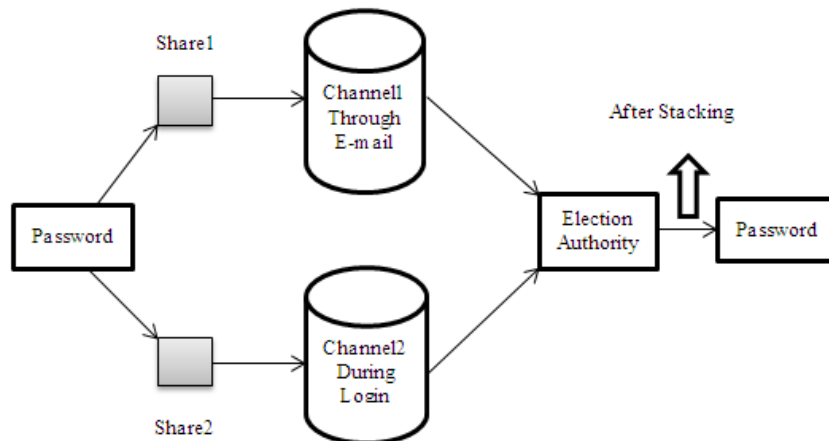 Share1
Channel1
Through
E-mail
After Stacking
Password
Election
Authority
Password
Channel2
During
Login
Share2